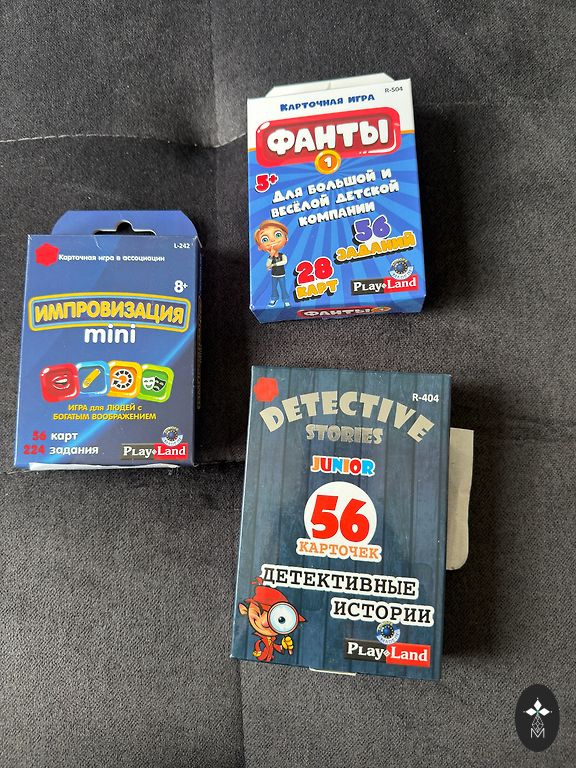 R-504
КАРТОЧНАЯ ИГРА
ФАНТЫ
1
5+
ДЛЯ БОЛЬШОЙ И
ВЕСЁЛОЙ ДЕТСКОЙ
КОМПАНИИ
56
ЗАДАНИЙ
28
КАРТ
PLAY LAND
ФАНТЫ 1
L-242
Карточная игра в ассоциации
8+
ИМПРОВИЗАЦИЯ
mini
ИГРА для ЛЮДЕЙ с
БОГАТЫМ ВООБРАЖЕНИЕМ
56 карт
224 задания
PLAY LAND
R-404
DETECTIVE
STORIES
JUNIOR
56
КАРТОЧЕК
ДЕТЕКТИВНЫЕ
ИСТОРИИ
PLAY LAND
M